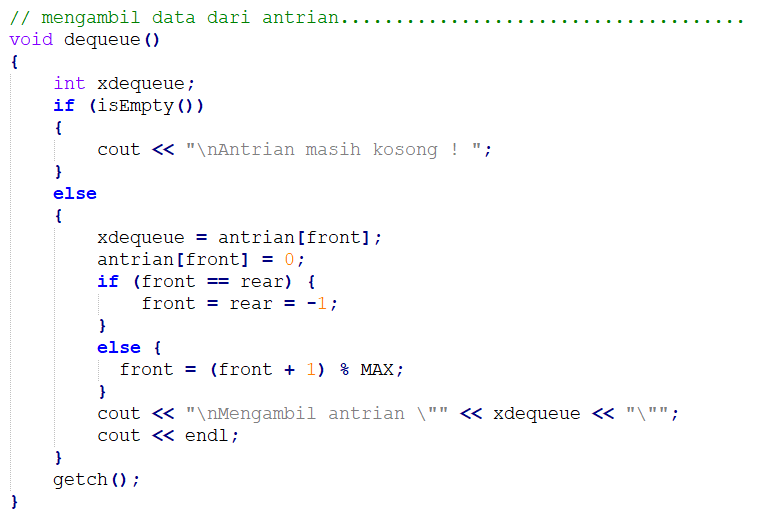 // mengambil data dari antrian.....................................
void dequeue()
{
    int xdequeue;
    if (isEmpty())
    {
        cout << "\nAntrian masih kosong ! ";
    }
    else
    {
        xdequeue = antrian[front];
        antrian[front] = 0;
        if (front == rear) {
            front = rear = -1;
        }
        else {
          front = (front + 1) % MAX;
        }
        cout << "\nMengambil antrian \"" << xdequeue << "\"";
        cout << endl;
    }
    getch();
}